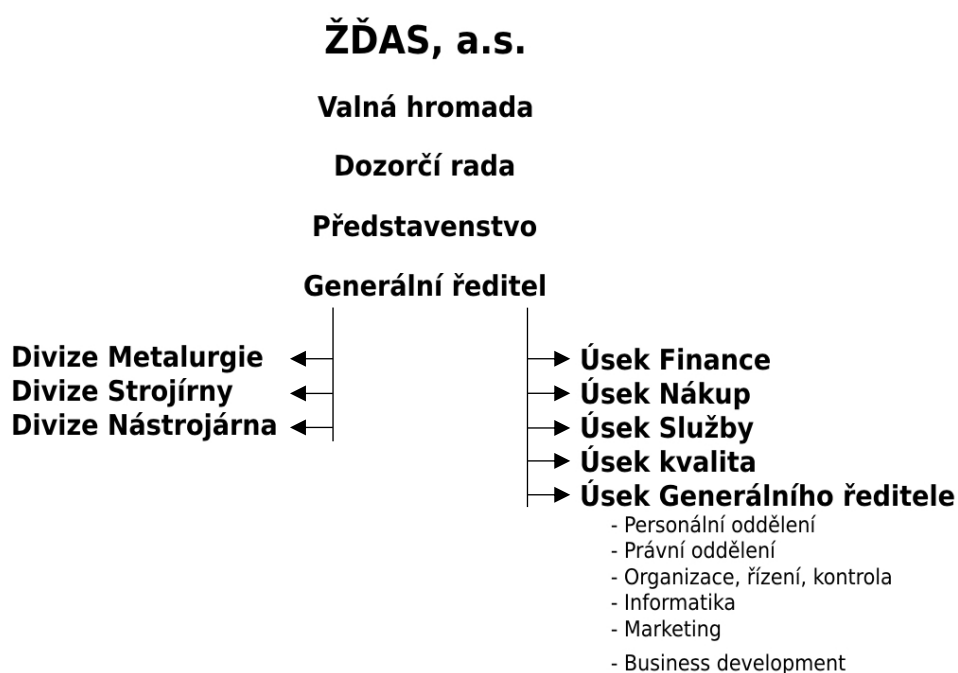 ŽĎAS, a.s.
Valná hromada
Dozorčí rada
Představenstvo
Generální ředitel
Divize Metalurgie
Divize Strojírny
Divize Nástrojárna
Úsek Finance
Úsek Nákup
Úsek Služby
Úsek kvalita
Úsek Generálního ředitele
- Personální oddělení
- Právní oddělení
- Organizace, řízení, kontrola
- Informatika
- Marketing
- Business development